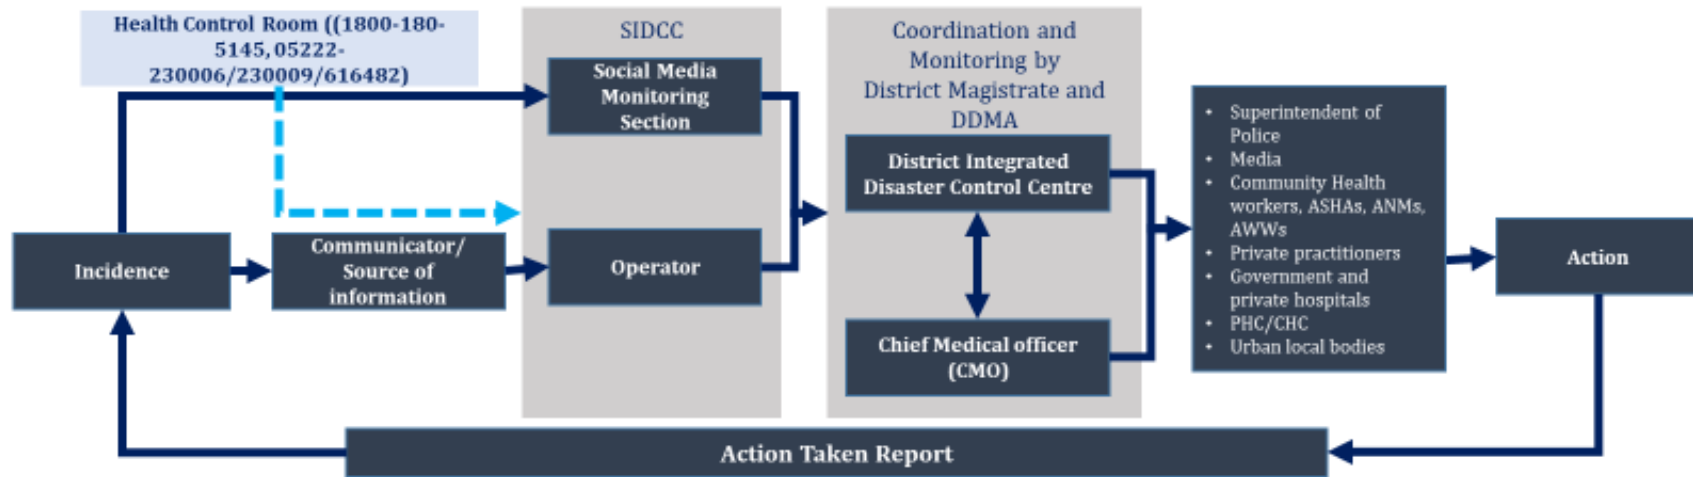 Health Control Room ((1800-180-
5145, 05222-
230006/230009/616482)
SIDCC
Social Media
Monitoring
Section
Coordination and
Monitoring by
District Magistrate and
DDMA
District Integrated
Disaster Control Centre
• Superintendent of
Police
• Media
• Community Health
workers, ASHAs, ANMs,
AWWs
• Private practitioners
• Government and
private hospitals
• PHC/CHC
• Urban local bodies
Incidence
Communicator/
Source of
information
Operator
Action
Chief Medical officer
(CMO)
Action Taken Report